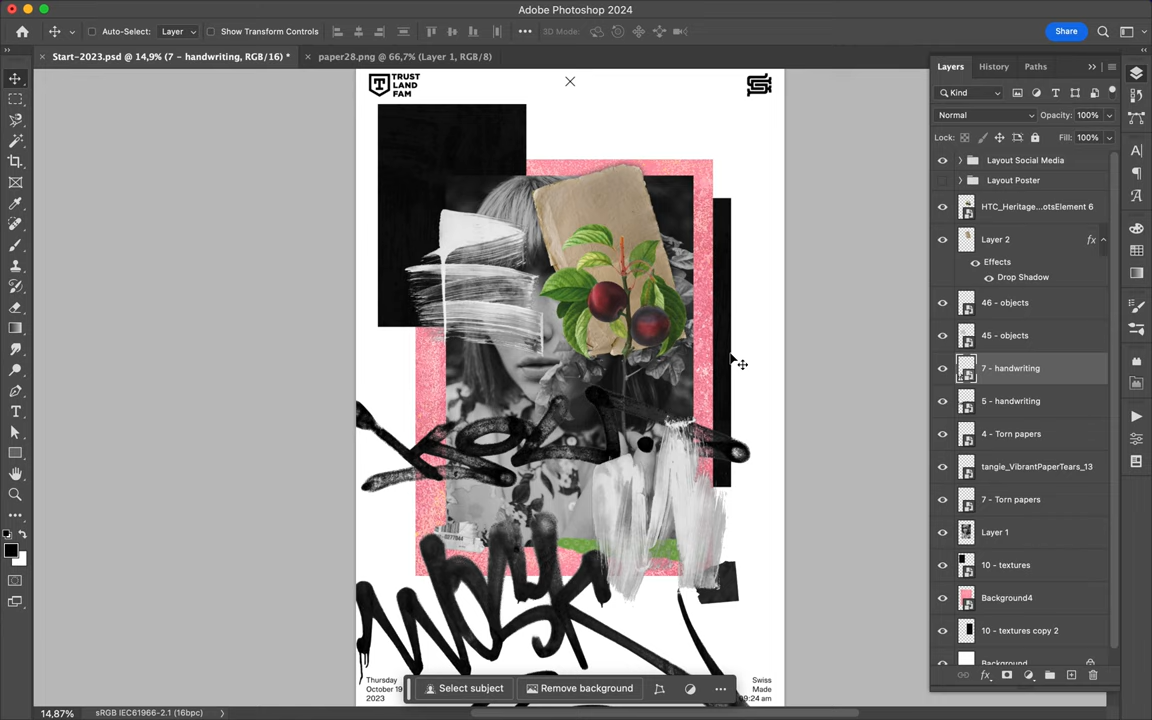 Adobe Photoshop 2024
Auto-Select: Layer Show Transform Controls 3D Mode: Share
Start-2023.psd @ 14,9% (7 – handwriting, RGB/16) * paper28.png @ 66,7% (Layer 1, RGB/8)
Layers History Paths
Kind
Normal Opacity: 100%
Lock: Fill: 100%
Layout Social Media
Layout Poster
HTC_Heritage...otsElement 6
Layer 2 fx
Effects
Drop Shadow
46 – objects
45 – objects
7 – handwriting
5 – handwriting
4 – Torn papers
tangie_VibrantPaperTears_13
7 – Torn papers
Layer 1
10 – textures
Background4
10 – textures copy 2
Background
TRUST
LAND
FAM
Thursday
October 19
2023
Swiss
Made
09:24 am
Select subject Remove background
14,87% sRGB IEC61966-2.1 (16bpc)